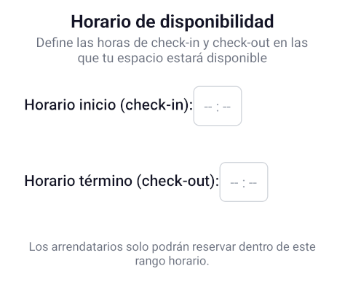 Horario de disponibilidad
Define las horas de check-in y check-out en las
que tu espacio estará disponible
Horario inicio (check-in): -- : --
Horario término (check-out): -- : --
Los arrendatarios solo podrán reservar dentro de este
rango horario.